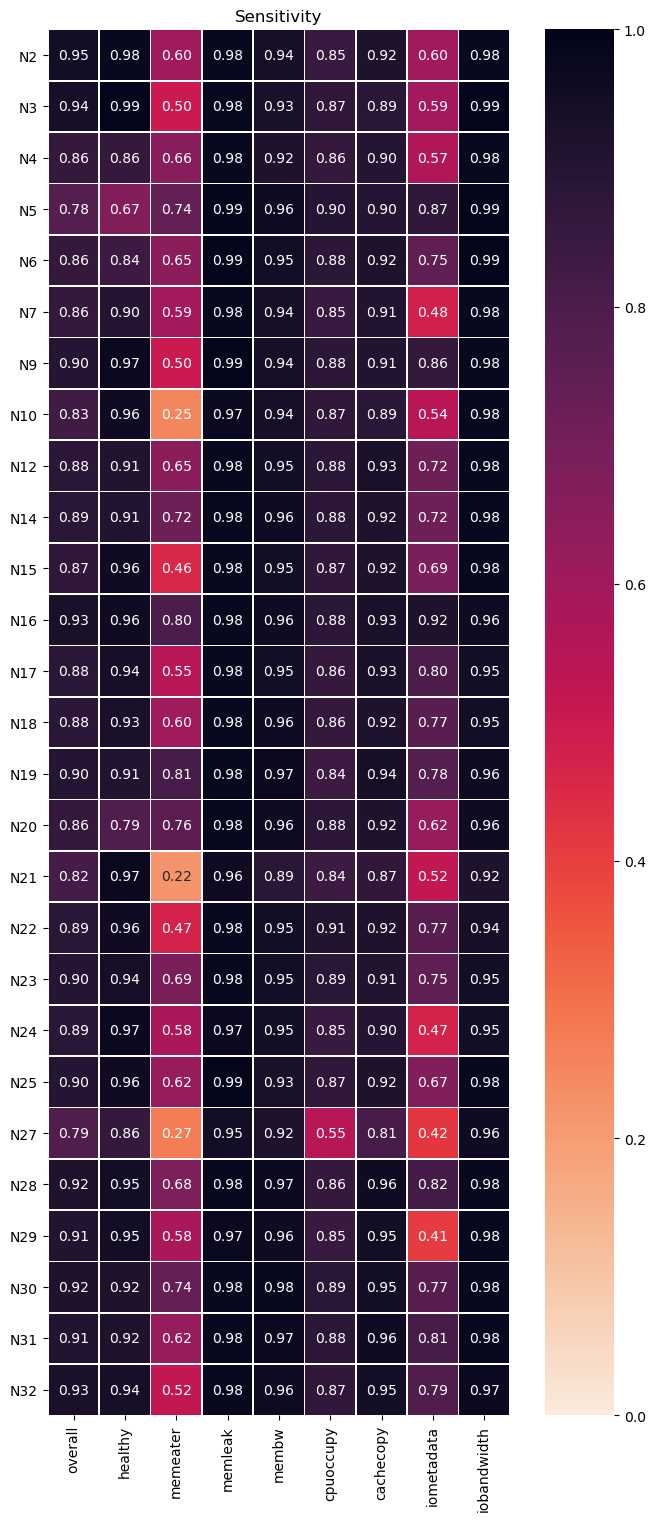 Sensitivity
N2 0.95 0.98 0.60 0.98 0.94 0.85 0.92 0.60 0.98
N3 0.94 0.99 0.50 0.98 0.93 0.87 0.89 0.59 0.99
N4 0.86 0.86 0.66 0.98 0.92 0.86 0.90 0.57 0.98
N5 0.78 0.67 0.74 0.99 0.96 0.90 0.90 0.87 0.99
N6 0.86 0.84 0.65 0.99 0.95 0.88 0.92 0.75 0.99
N7 0.86 0.90 0.59 0.98 0.94 0.85 0.91 0.48 0.98
N9 0.90 0.97 0.50 0.99 0.94 0.88 0.91 0.86 0.98
N10 0.83 0.96 0.25 0.97 0.94 0.87 0.89 0.54 0.98
N12 0.88 0.91 0.65 0.98 0.95 0.88 0.93 0.72 0.98
N14 0.89 0.91 0.72 0.98 0.96 0.88 0.92 0.72 0.98
N15 0.87 0.96 0.46 0.98 0.95 0.87 0.92 0.69 0.98
N16 0.93 0.96 0.80 0.98 0.96 0.88 0.93 0.92 0.96
N17 0.88 0.94 0.55 0.98 0.95 0.86 0.93 0.80 0.95
N18 0.88 0.93 0.60 0.98 0.96 0.86 0.92 0.77 0.95
N19 0.90 0.91 0.81 0.98 0.97 0.84 0.94 0.78 0.96
N20 0.86 0.79 0.76 0.98 0.96 0.88 0.92 0.62 0.96
N21 0.82 0.97 0.22 0.96 0.89 0.84 0.87 0.52 0.92
N22 0.89 0.96 0.47 0.98 0.95 0.91 0.92 0.77 0.94
N23 0.90 0.94 0.69 0.98 0.95 0.89 0.91 0.75 0.95
N24 0.89 0.97 0.58 0.97 0.95 0.85 0.90 0.47 0.95
N25 0.90 0.96 0.62 0.99 0.93 0.87 0.92 0.67 0.98
N27 0.79 0.86 0.27 0.95 0.92 0.55 0.81 0.42 0.96
N28 0.92 0.95 0.68 0.98 0.97 0.86 0.96 0.82 0.98
N29 0.91 0.95 0.58 0.97 0.96 0.85 0.95 0.41 0.98
N30 0.92 0.92 0.74 0.98 0.98 0.89 0.95 0.77 0.98
N31 0.91 0.92 0.62 0.98 0.97 0.88 0.96 0.81 0.98
N32 0.93 0.94 0.52 0.98 0.96 0.87 0.95 0.79 0.97
overall healthy memeater memleak membw cpuoccupy cachecopy iometadata iobandwidth
1.0
0.8
0.6
0.4
0.2
0.0